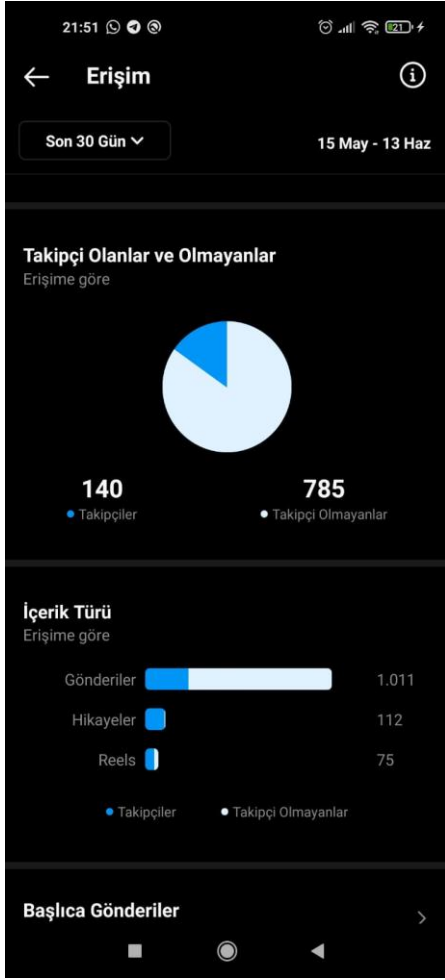 21:51 21
Erişim
Son 30 Gün 15 May - 13 Haz
Takipçi Olanlar ve Olmayanlar
Erişime göre
140 785
Takipçiler Takipçi Olmayanlar
İçerik Türü
Erişime göre
Gönderiler 1.011
Hikayeler 112
Reels 75
Takipçiler Takipçi Olmayanlar
Başlıca Gönderiler